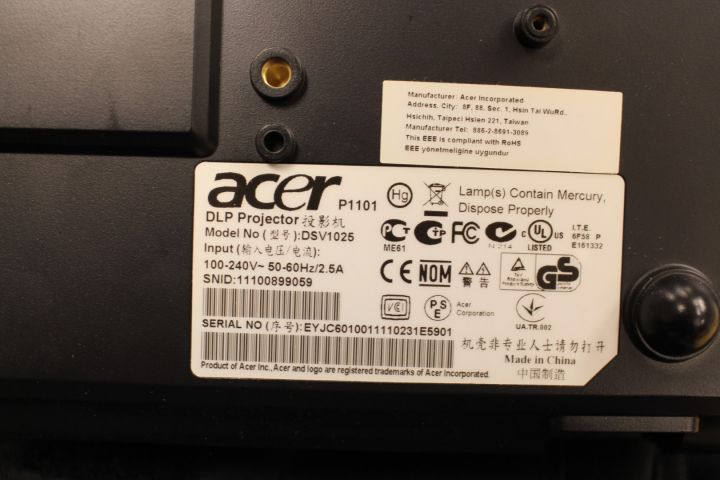 Manufacturer: Acer Incorporated
Address, City: 8F, 88, Sec. 1, Hsin Tai WuRd.,
Hsichih, Taipeci Hsien 221, Taiwan
Manufacturer Tel: 886-2-8691-3089
This EEE is compliant with RoHS
EEE yönetmeliğine uygundur
acer P1101
DLP Projector 投影机
Model No (型号):DSV1025
Input (输入电压/电流):
100-240V~ 50-60Hz/2.5A
SNID:11100899059
SERIAL NO (序号):EYJC6010011110231E5901
Product of Acer Inc.,Acer and logo are registered trademarks of Acer Incorporated.
Hg
Lamp(s) Contain Mercury,
Dispose Properly
ME61
FC
N 214
c UL US
LISTED
I.T.E.
6F58 P
E161332
CE
NOM
警告
GS
VCI
PSE
Acer
Corporation
UA.TR.002
机壳非专业人士请勿打开
Made in China
中国制造